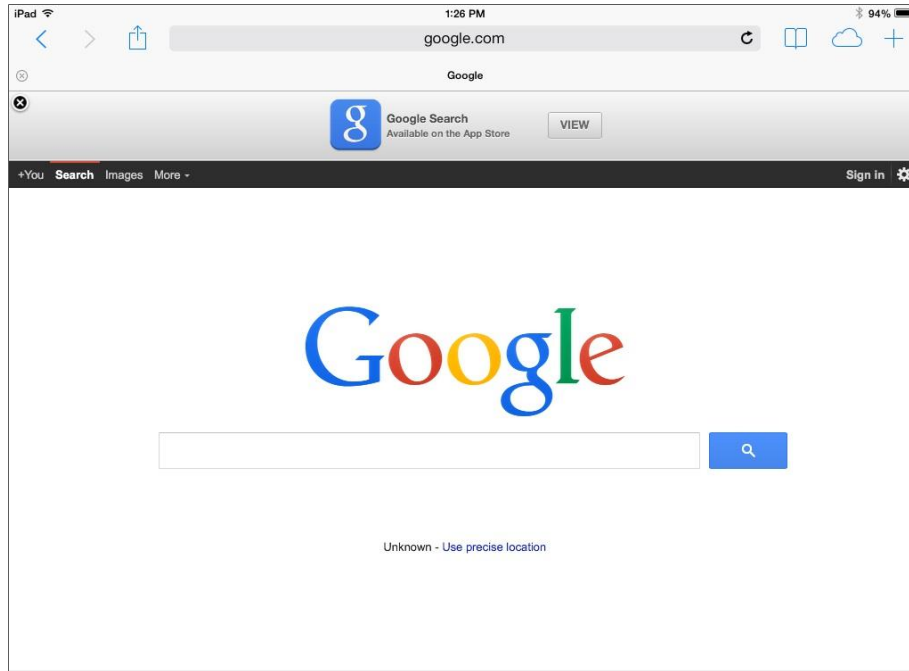 iPad 1:26 PM 94%
google.com
Google
g Google Search
Available on the App Store
VIEW
+You Search Images More Sign in
Google
Unknown - Use precise location